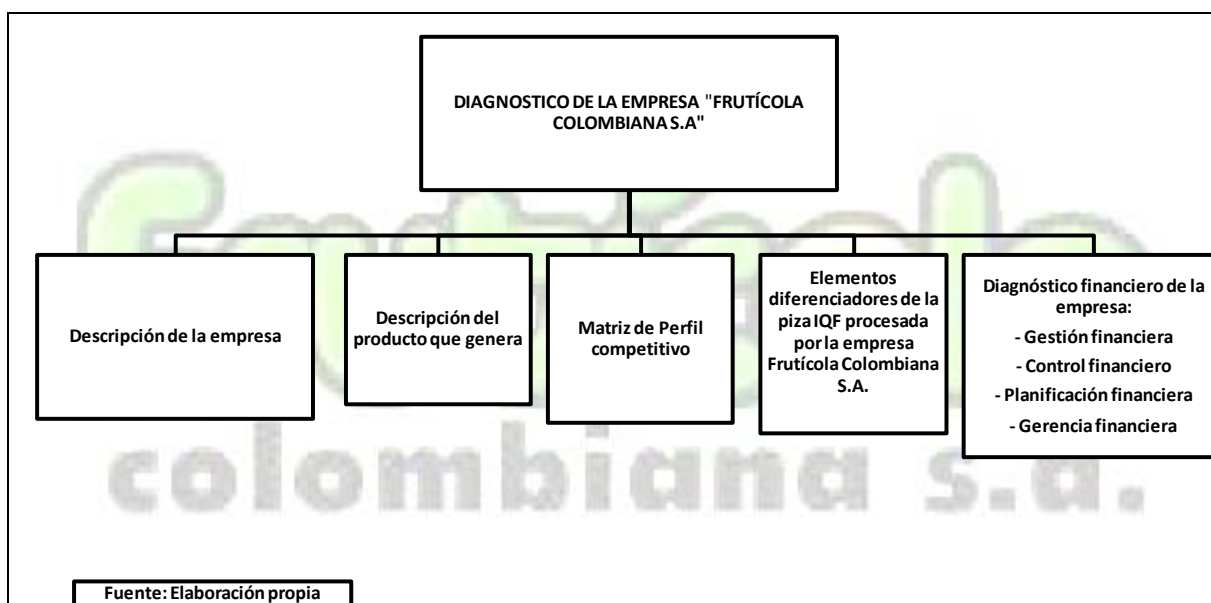 DIAGNOSTICO DE LA EMPRESA "FRUTÍCOLA
COLOMBIANA S.A"
Descripción de la empresa
Descripción del
producto que genera
Matriz de Perfil
competitivo
Elementos
diferenciadores de la
piza IQF procesada
por la empresa
Frutícola Colombiana
S.A.
Diagnóstico financiero de la
empresa:
- Gestión financiera
- Control financiero
- Planificación financiera
- Gerencia financiera
Frutícola
colombiana s.a.
Fuente: Elaboración propia